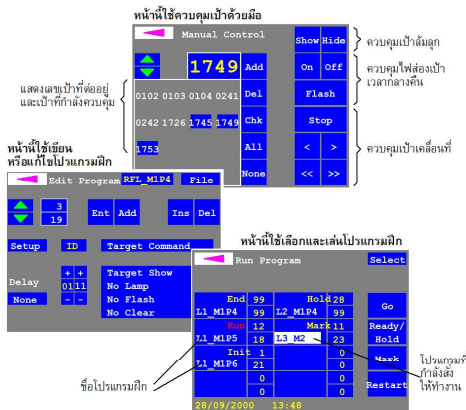 หน้านี้ใช้ควบคุมเป้าด้วยมือ
Manual Control
Show Hide
ควบคุมเป้าล้มลุก
1749 Add
On Off
ควบคุมไฟส่องเป้า
เวลากลางคืน
แสดงเลขเป้าที่ต่ออยู่
และเป้าที่กำลังควบคุม
0102 0103 0104 0241
Del
Flash
0242 1726 1745 1749
Chk
Stop
1753
All
< >
ควบคุมเป้าเคลื่อนที่
None
<< >>
หน้านี้ใช้เขียน
หรือแก้ไขโปรแกรมฝึก
Edit Program RFL_M1P4 File
3
19
Ent Add Ins Del
Setup ID Target Command
Delay
+ +
0111
- -
None
Target Show
No Lamp
No Flash
No Clear
หน้านี้ใช้เลือกและเล่นโปรแกรมฝึก
Run Program
Select
End 99 Hold 28
L1_M1P4 99 L2_M1P4 99
Go
Run 12 Mark 11
L1_M1P5 18 L3_M2 23
Ready/
Hold
Init 1 0
L1_M1P6 21 0
Mark
0 0
0 0
Restart
28/09/2000 13:48
ชื่อโปรแกรมฝึก
โปรแกรมที่
กำลังสั่ง
ให้ทำงาน